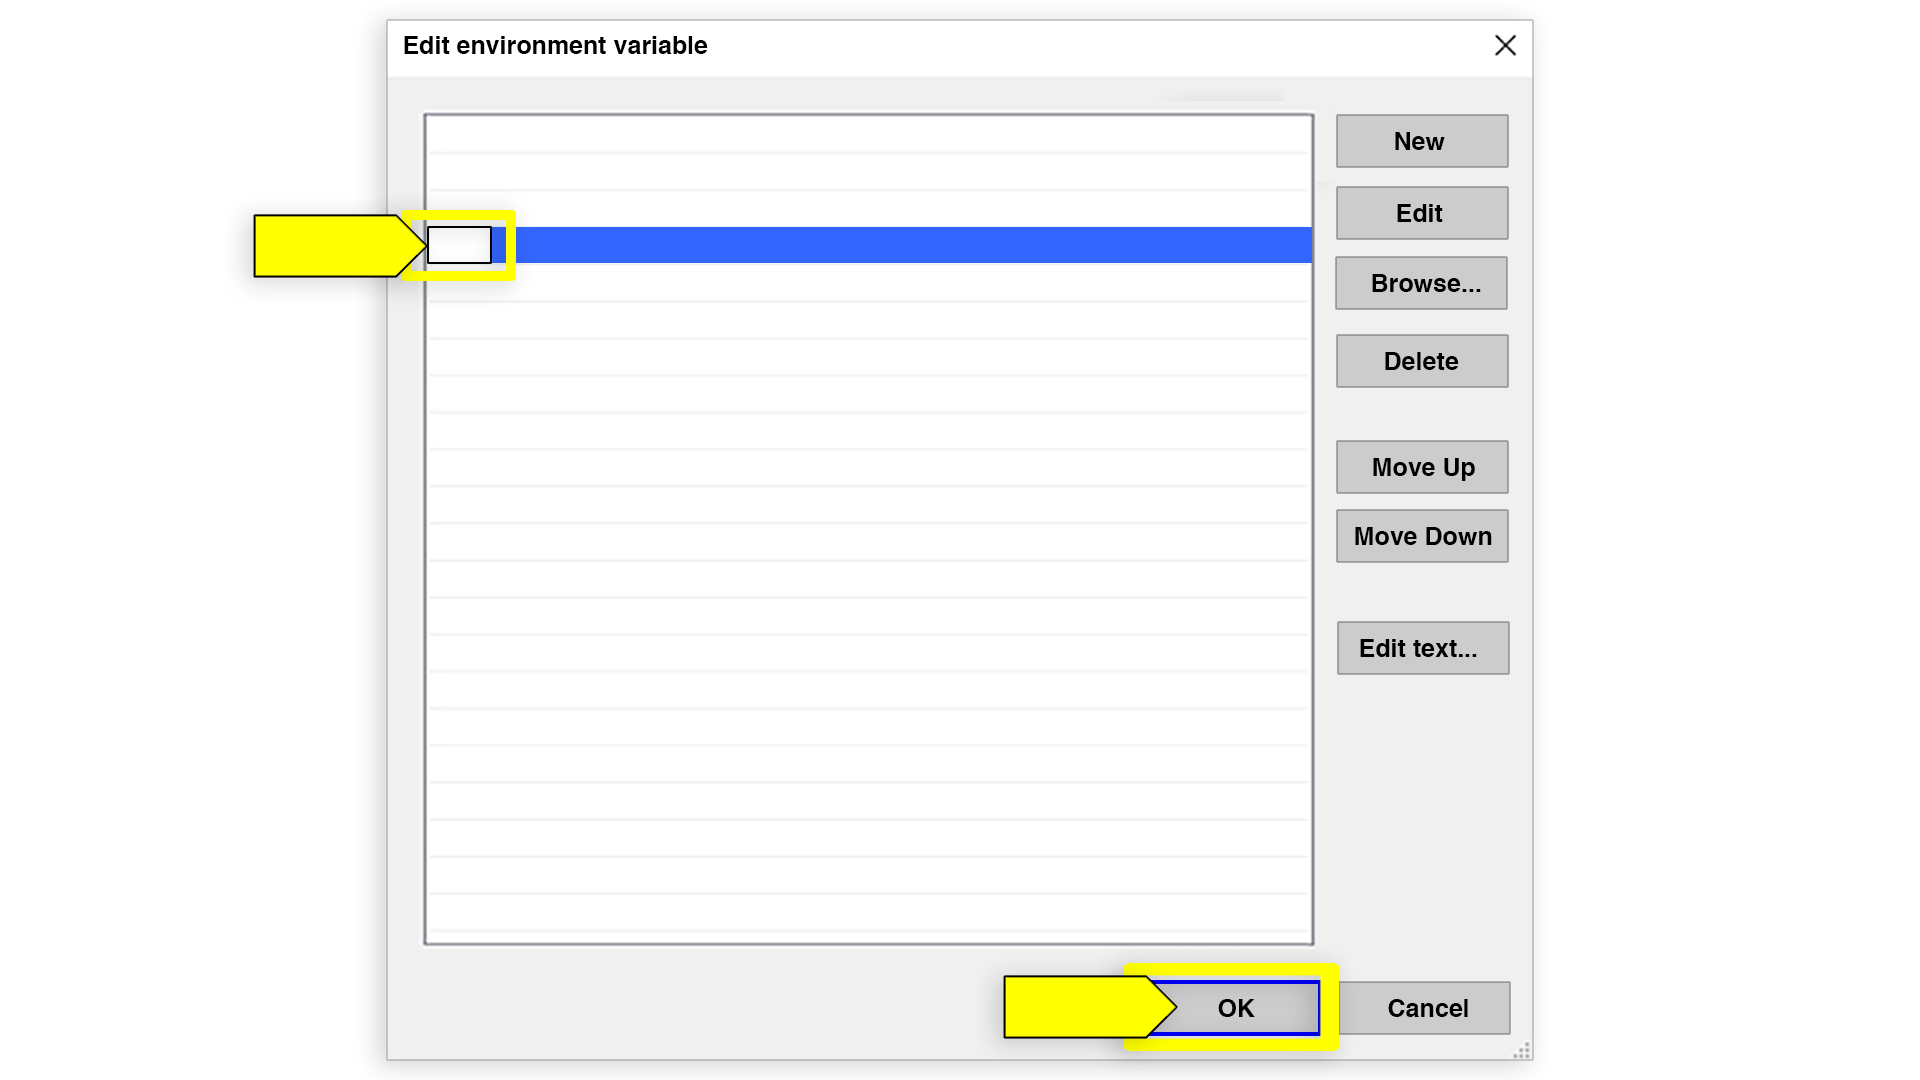 Edit environment variable
New
Edit
Browse...
Delete
Move Up
Move Down
Edit text...
OK
Cancel